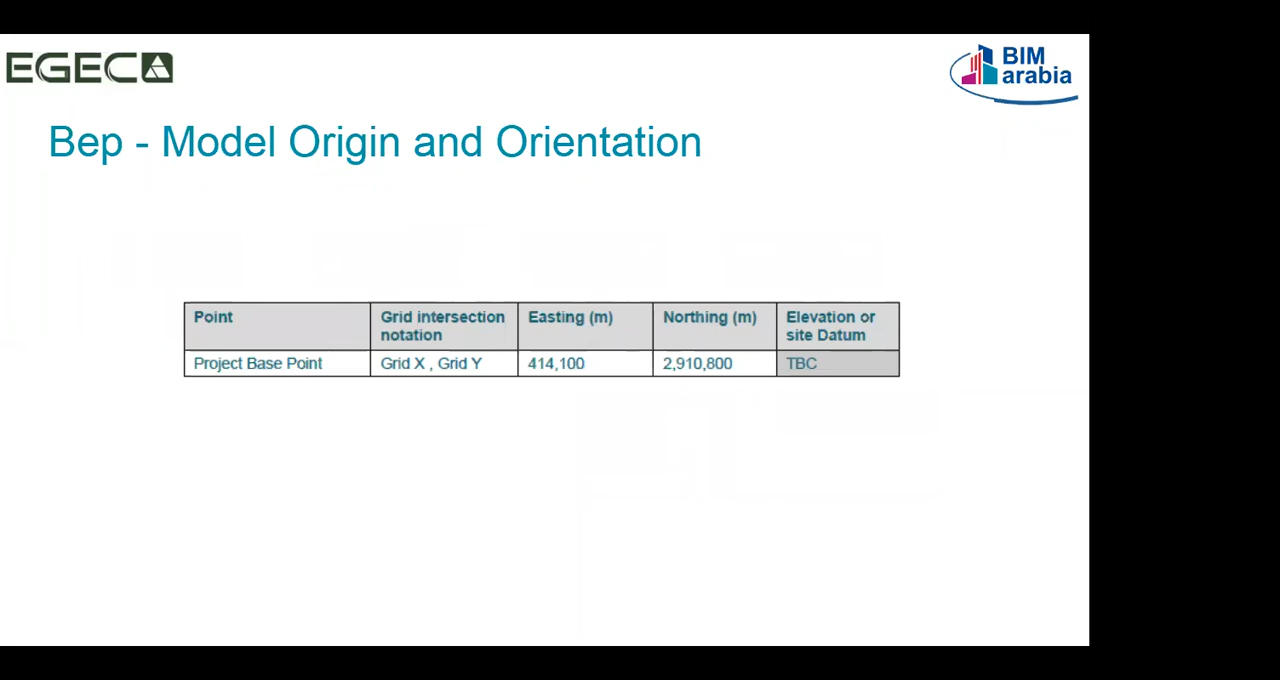 EGEC
BIM
arabia
Bep - Model Origin and Orientation
Point Grid intersection notation Easting (m) Northing (m) Elevation or site Datum
Project Base Point Grid X , Grid Y 414,100 2,910,800 TBC